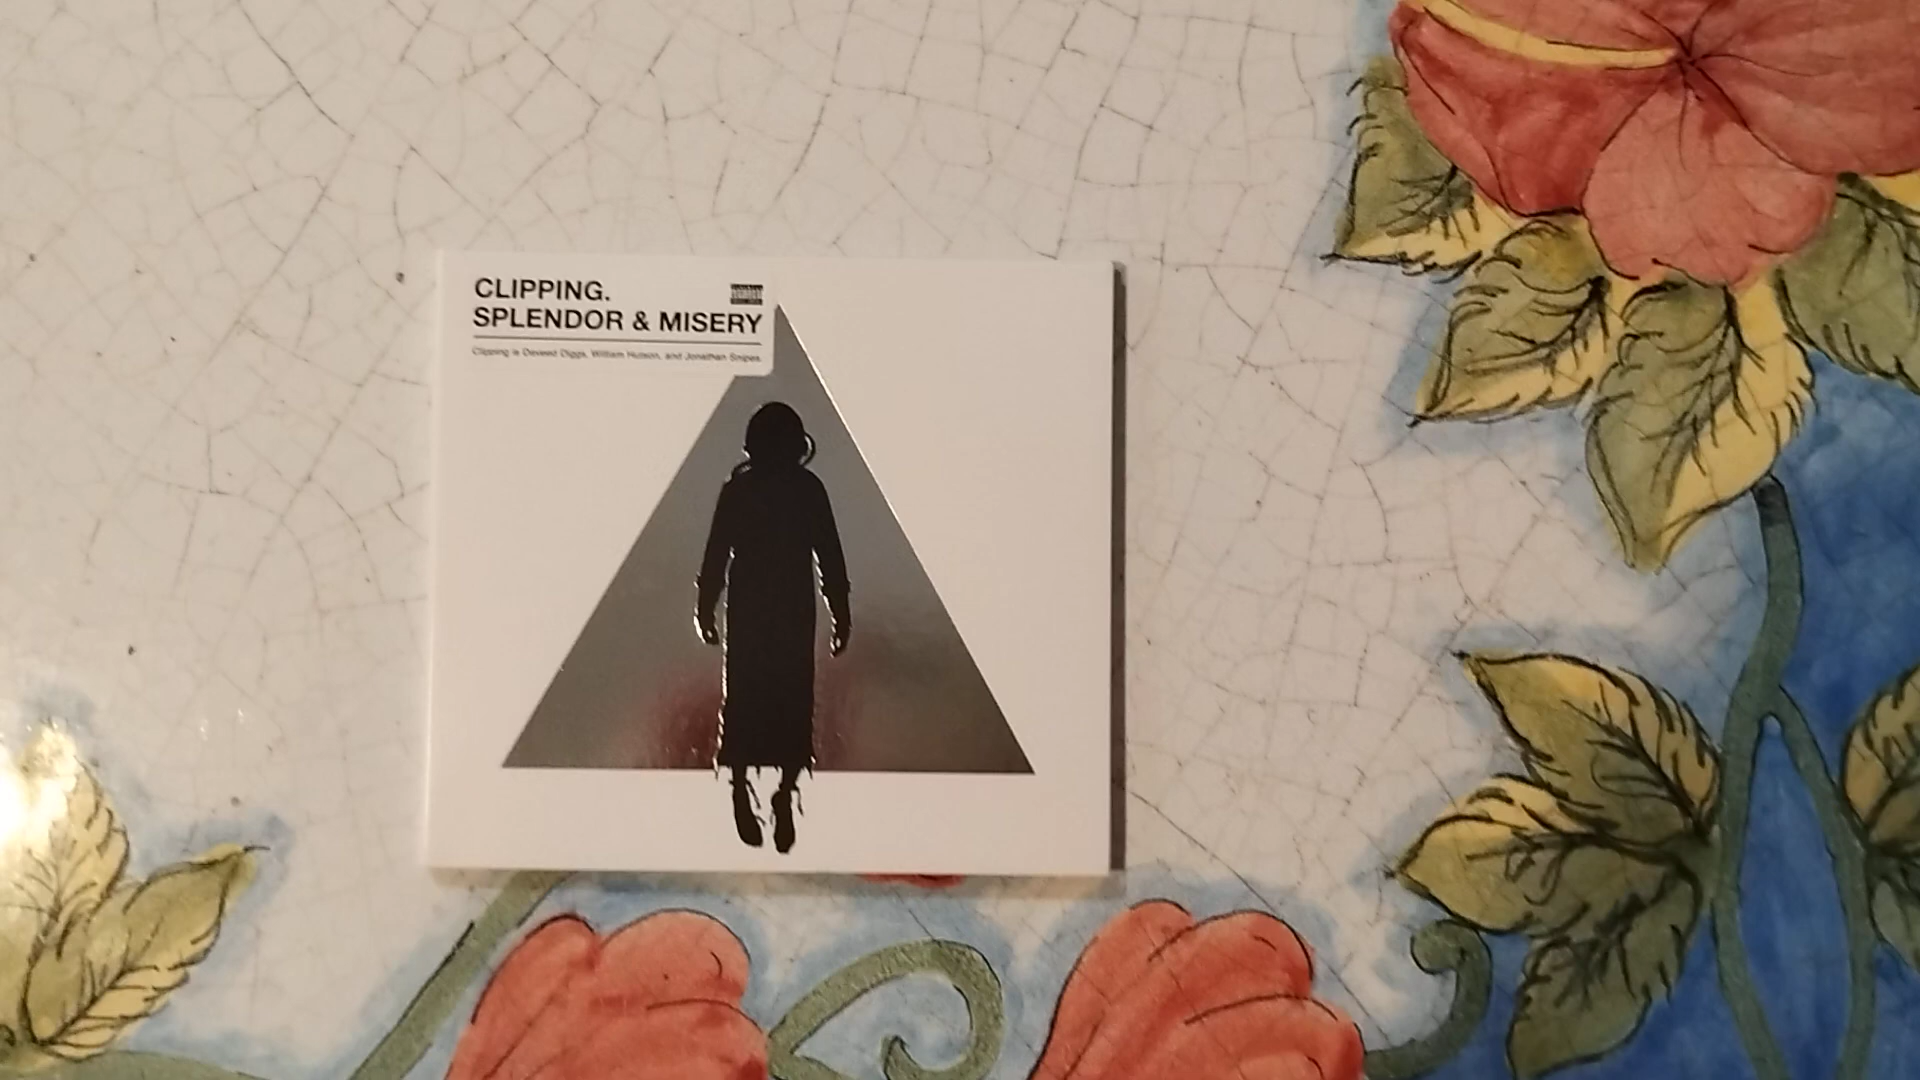 CLIPPING.
SPLENDOR & MISERY
Clipping is Daveed Diggs, William Hutson, and Jonathan Snipes.